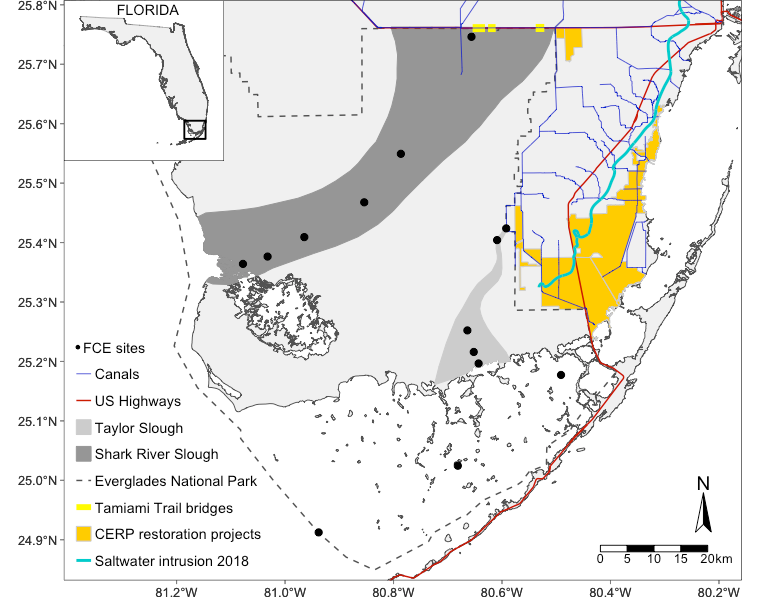 FLORIDA
25.8°N
25.7°N
25.6°N
25.5°N
25.4°N
25.3°N
25.2°N
25.1°N
25.0°N
24.9°N
FCE sites
Canals
US Highways
Taylor Slough
Shark River Slough
Everglades National Park
Tamiami Trail bridges
CERP restoration projects
Saltwater intrusion 2018
N
0 5 10 15 20km
81.2°W 81.0°W 80.8°W 80.6°W 80.4°W 80.2°W